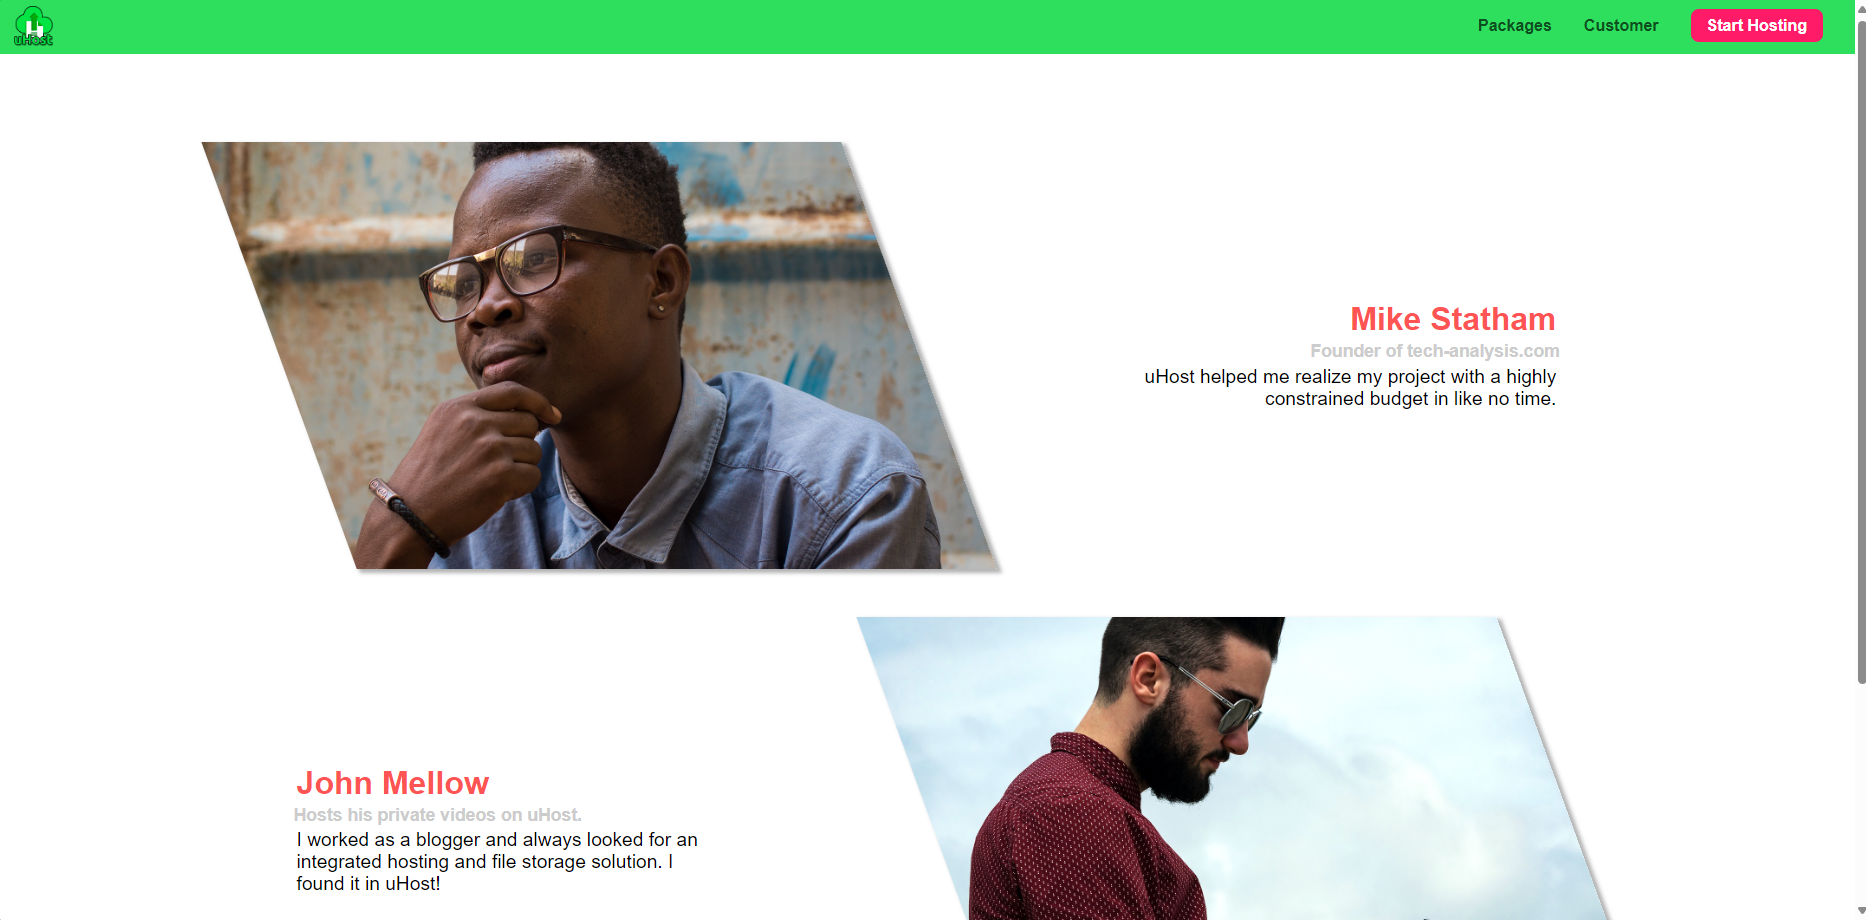 uHost
Packages
Customer
Start Hosting
Mike Statham
Founder of tech-analysis.com
uHost helped me realize my project with a highly
constrained budget in like no time.
John Mellow
Hosts his private videos on uHost.
I worked as a blogger and always looked for an
integrated hosting and file storage solution. I
found it in uHost!